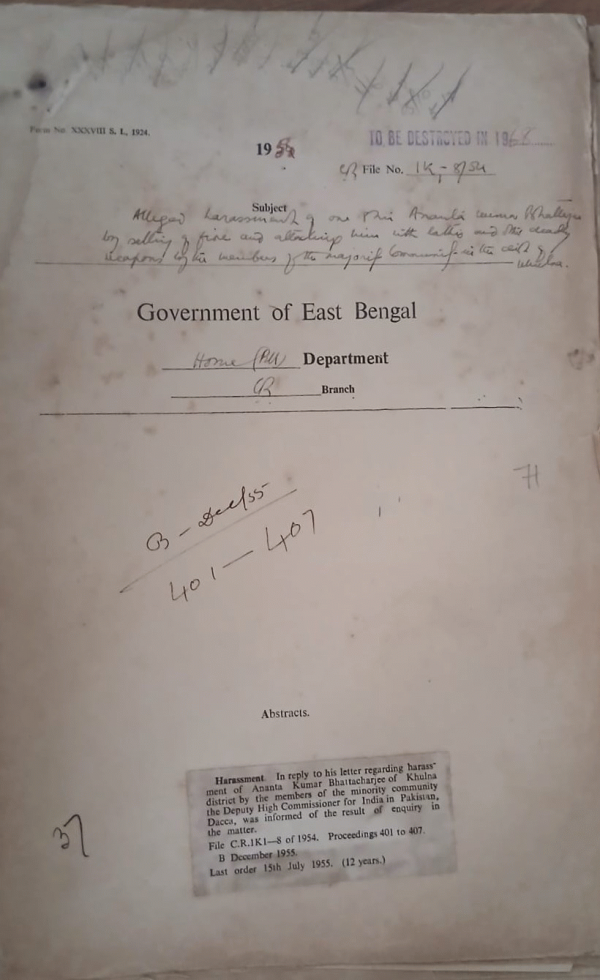 Form No. XXXVIII S. I., 1924.
TO BE DESTROYED IN 1968
19
CR File No. 1K1-8/54
Subject
Alleged harassment of one Shri Ananta Kumar Bhattacharjee
by setting of fire and attacking him with lathis and other deadly
weapons by the members of the majority Community in the dist of
Khulna.
Government of East Bengal
Home (Poll) Department
CR Branch
71
B - Dec/55
401 — 407
Abstracts.
Harassment. In reply to his letter regarding harass-
ment of Ananta Kumar Bhattacharjee of Khulna
district by the members of the minority community
the Deputy High Commissioner for India in Pakistan,
Dacca, was informed of the result of enquiry in
the matter.
File C.R.1K1—8 of 1954. Proceedings 401 to 407.
B December 1955.
Last order 15th July 1955. (12 years.)
37